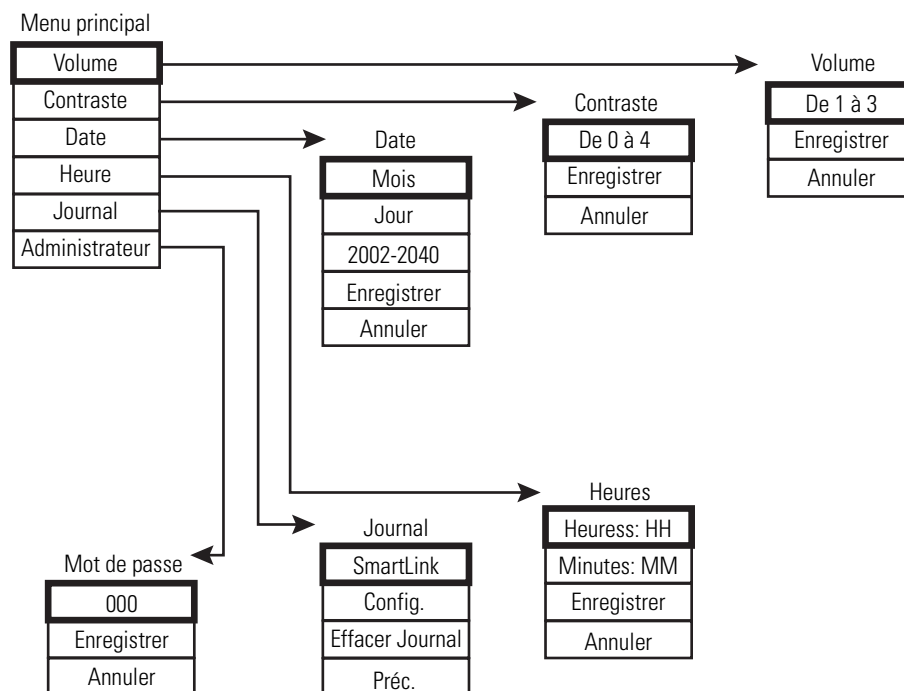 Menu principal
Volume
Contraste
Date
Heure
Journal
Administrateur
Volume
De 1 à 3
Enregistrer
Annuler
Contraste
De 0 à 4
Enregistrer
Annuler
Date
Mois
Jour
2002-2040
Enregistrer
Annuler
Heures
Heuress: HH
Minutes: MM
Enregistrer
Annuler
Journal
SmartLink
Config.
Effacer Journal
Préc.
Mot de passe
000
Enregistrer
Annuler